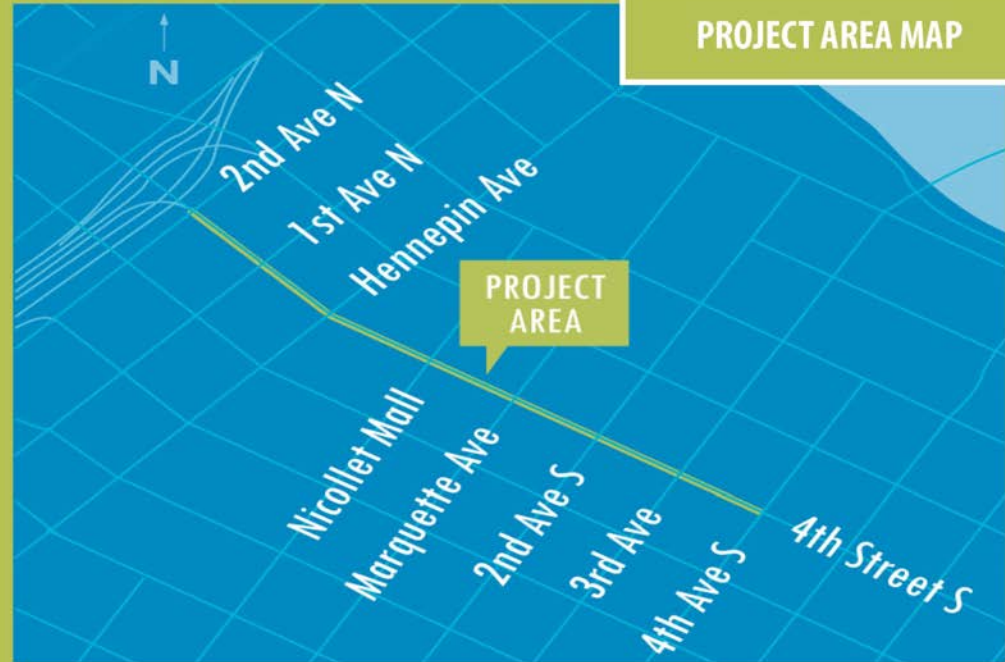 PROJECT AREA MAP
N
2nd Ave N
1st Ave N
Hennepin Ave
PROJECT
AREA
Nicollet Mall
Marquette Ave
2nd Ave S
3rd Ave
4th Ave S
4th Street S